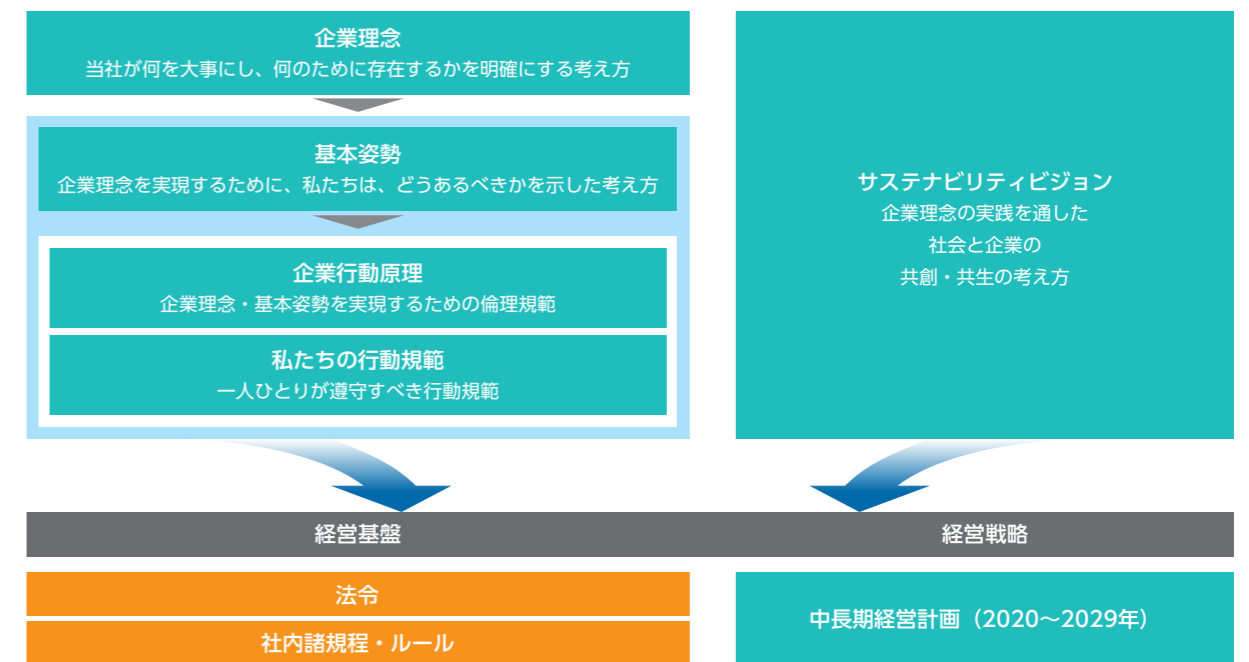 企業理念
当社が何を大事にし、何のために存在するかを明確にする考え方
基本姿勢
企業理念を実現するために、私たちは、どうあるべきかを示した考え方
企業行動原理
企業理念・基本姿勢を実現するための倫理規範
私たちの行動規範
一人ひとりが遵守すべき行動規範
サステナビリティビジョン
企業理念の実践を通した
社会と企業の
共創・共生の考え方
経営基盤
経営戦略
法令
社内諸規程・ルール
中長期経営計画（2020～2029年）